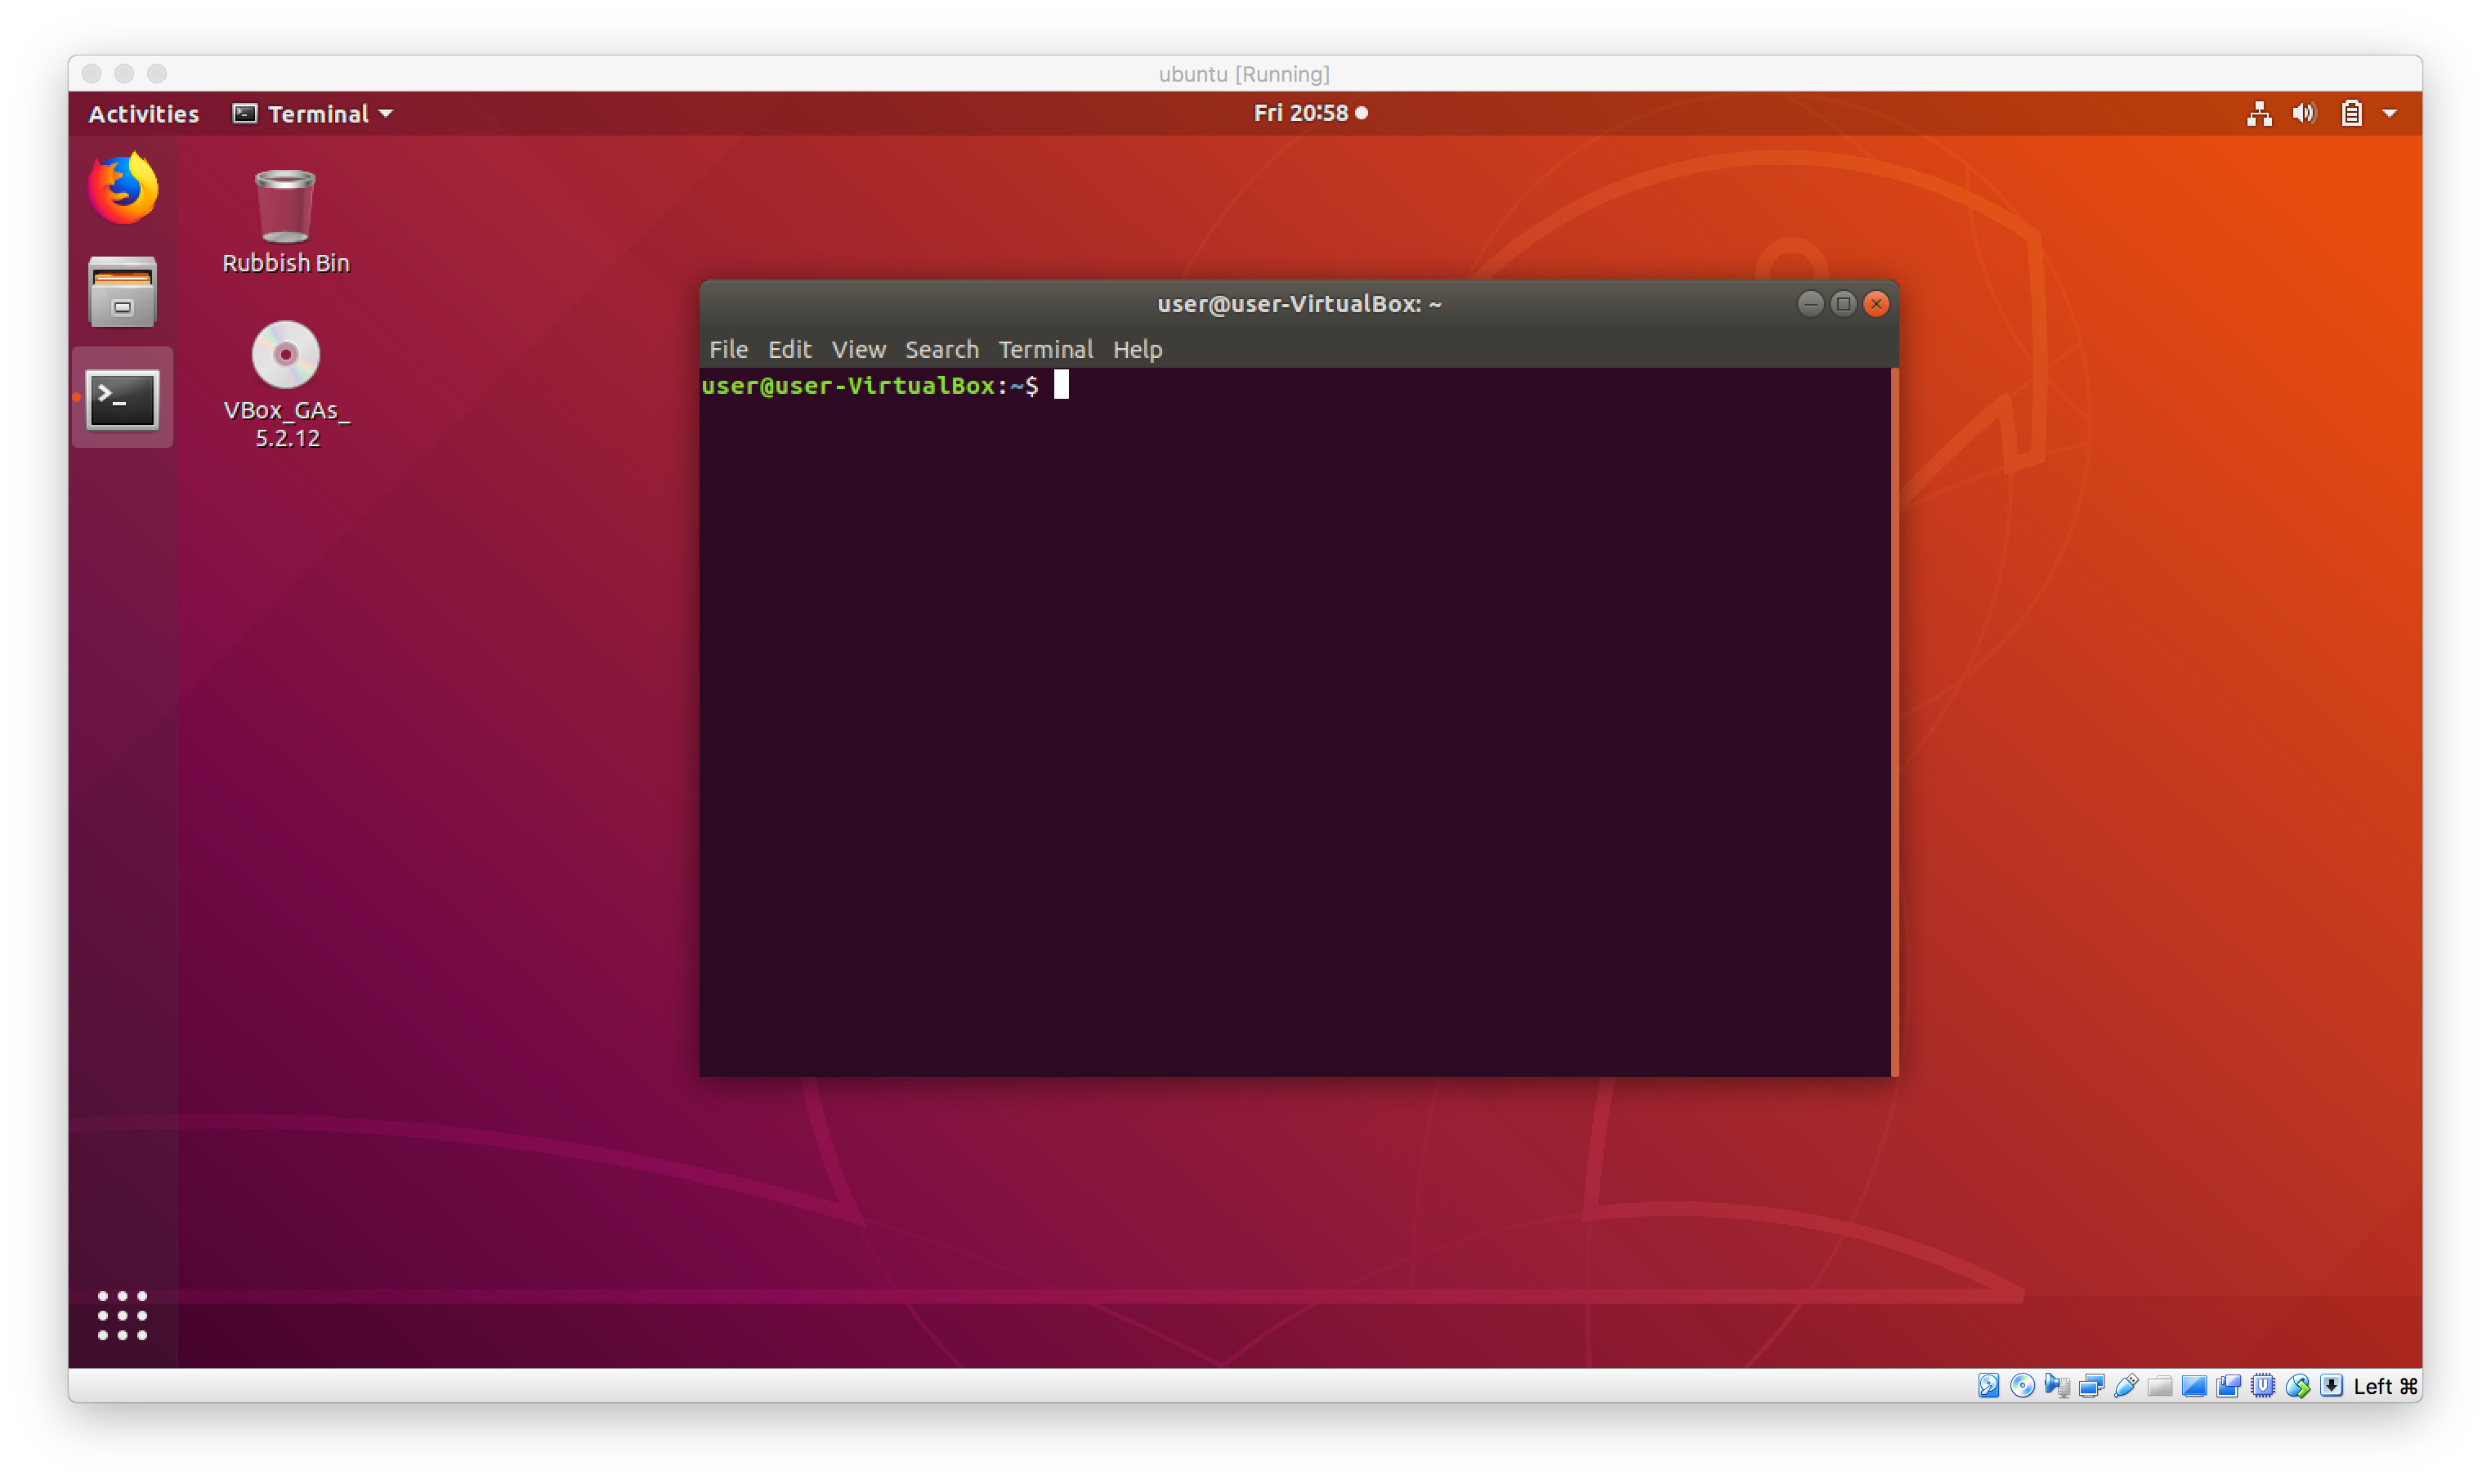 ubuntu [Running]
Activities Terminal Fri 20:58
Rubbish Bin
VBox_GAs_
5.2.12
user@user-VirtualBox: ~
File Edit View Search Terminal Help
user@user-VirtualBox:~$
Left ⌘